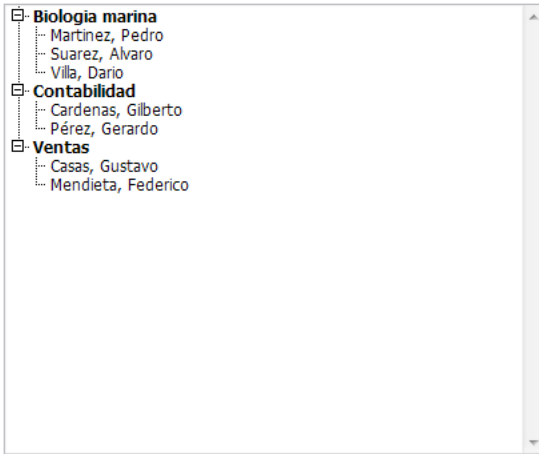 Biologia marina
Martinez, Pedro
Suarez, Alvaro
Villa, Dario
Contabilidad
Cardenas, Gilberto
Pérez, Gerardo
Ventas
Casas, Gustavo
Mendieta, Federico